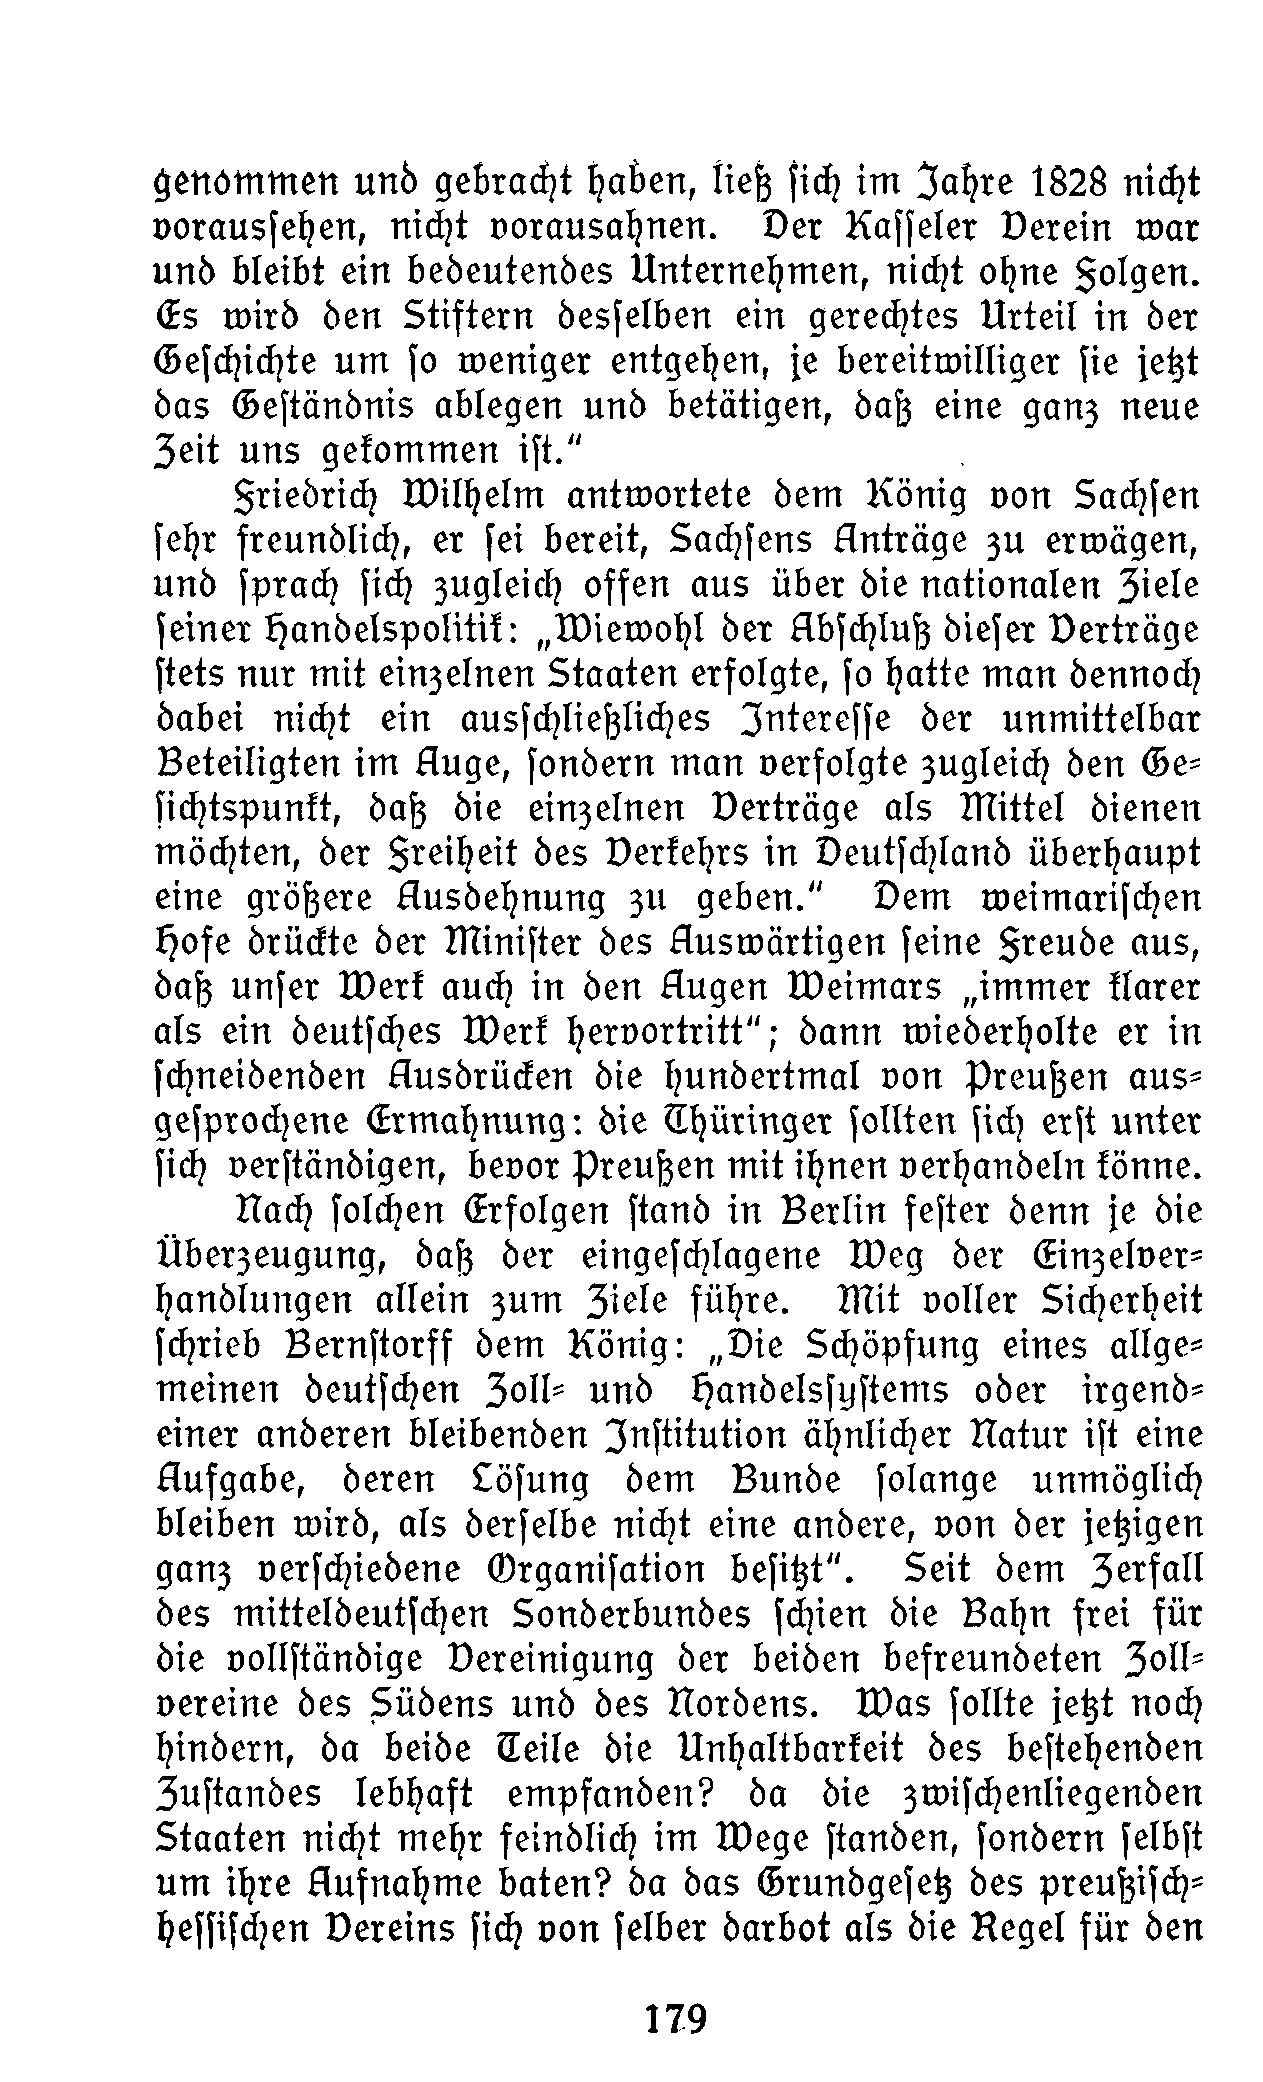 genommen und gebracht haben, ließ ſich im Jahre 1828 nicht
vorausſehen, nicht vorausahnen. Der Kaſſeler Verein war
und bleibt ein bedeutendes Unternehmen, nicht ohne Folgen.
Es wird den Stiftern desſelben ein gerechtes Urteil in der
Geſchichte um ſo weniger entgehen, je bereitwilliger ſie jetzt
das Geſtändnis ablegen und betätigen, daß eine ganz neue
Zeit uns gekommen iſt.“
Friedrich Wilhelm antwortete dem König von Sachſen
ſehr freundlich, er ſei bereit, Sachſens Anträge zu erwägen,
und ſprach ſich zugleich offen aus über die nationalen Ziele
ſeiner Handelspolitik: „Wiewohl der Abſchluß dieſer Verträge
ſtets nur mit einzelnen Staaten erfolgte, ſo hatte man dennoch
dabei nicht ein ausſchließliches Intereſſe der unmittelbar
Beteiligten im Auge, ſondern man verfolgte zugleich den Ge⸗
ſichtspunkt, daß die einzelnen Verträge als Mittel dienen
möchten, der Freiheit des Verkehrs in Deutſchland überhaupt
eine größere Ausdehnung zu geben.“ Dem weimariſchen
Hofe drückte der Miniſter des Auswärtigen ſeine Freude aus,
daß unſer Werk auch in den Augen Weimars „immer klarer
als ein deutſches Werk hervortritt“; dann wiederholte er in
ſchneidenden Ausdrücken die hundertmal von Preußen aus⸗
geſprochene Ermahnung: die Thüringer ſollten ſich erſt unter
ſich verſtändigen, bevor Preußen mit ihnen verhandeln könne.
Nach ſolchen Erfolgen ſtand in Berlin feſter denn je die
Überzeugung, daß der eingeſchlagene Weg der Einzelver⸗
handlungen allein zum Ziele führe. Mit voller Sicherheit
ſchrieb Bernſtorff dem König: „Die Schöpfung eines allge⸗
meinen deutſchen Zoll⸗ und Handelsſyſtems oder irgend⸗
einer anderen bleibenden Inſtitution ähnlicher Natur iſt eine
Aufgabe, deren Löſung dem Bunde ſolange unmöglich
bleiben wird, als derſelbe nicht eine andere, von der jetzigen
ganz verſchiedene Organiſation beſitzt“. Seit dem Zerfall
des mitteldeutſchen Sonderbundes ſchien die Bahn frei für
die vollſtändige Vereinigung der beiden befreundeten Zoll⸗
vereine des Südens und des Nordens. Was ſollte jetzt noch
hindern, da beide Teile die Unhaltbarkeit des beſtehenden
Zuſtandes lebhaft empfanden? da die zwiſchenliegenden
Staaten nicht mehr feindlich im Wege ſtanden, ſondern ſelbſt
um ihre Aufnahme baten? da das Grundgeſetz des preußiſch⸗
heſſiſchen Vereins ſich von ſelber darbot als die Regel für den
179